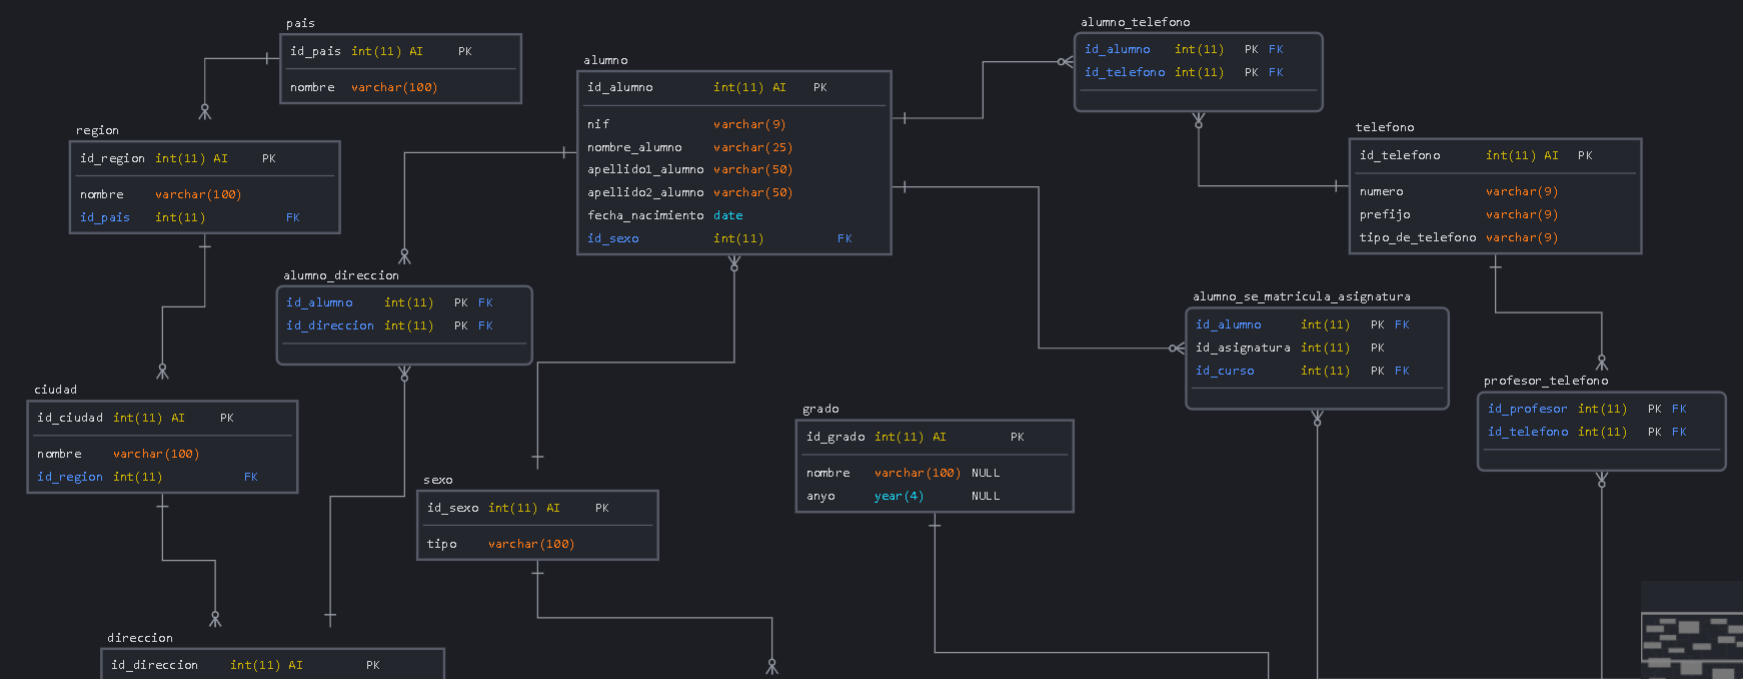 pais
id_pais int(11) AI PK
nombre varchar(100)
region
id_region int(11) AI PK
nombre varchar(100)
id_pais int(11) FK
ciudad
id_ciudad int(11) AI PK
nombre varchar(100)
id_region int(11) FK
direccion
id_direccion int(11) AI PK
alumno_direccion
id_alumno int(11) PK FK
id_direccion int(11) PK FK
sexo
id_sexo int(11) AI PK
tipo varchar(100)
alumno
id_alumno int(11) AI PK
nif varchar(9)
nombre_alumno varchar(25)
apellido1_alumno varchar(50)
apellido2_alumno varchar(50)
fecha_nacimiento date
id_sexo int(11) FK
grado
id_grado int(11) AI PK
nombre varchar(100) NULL
anyo year(4) NULL
alumno_telefono
id_alumno int(11) PK FK
id_telefono int(11) PK FK
telefono
id_telefono int(11) AI PK
numero varchar(9)
prefijo varchar(9)
tipo_de_telefono varchar(9)
alumno_se_matricula_asignatura
id_alumno int(11) PK FK
id_asignatura int(11) PK
id_curso int(11) PK FK
profesor_telefono
id_profesor int(11) PK FK
id_telefono int(11) PK FK